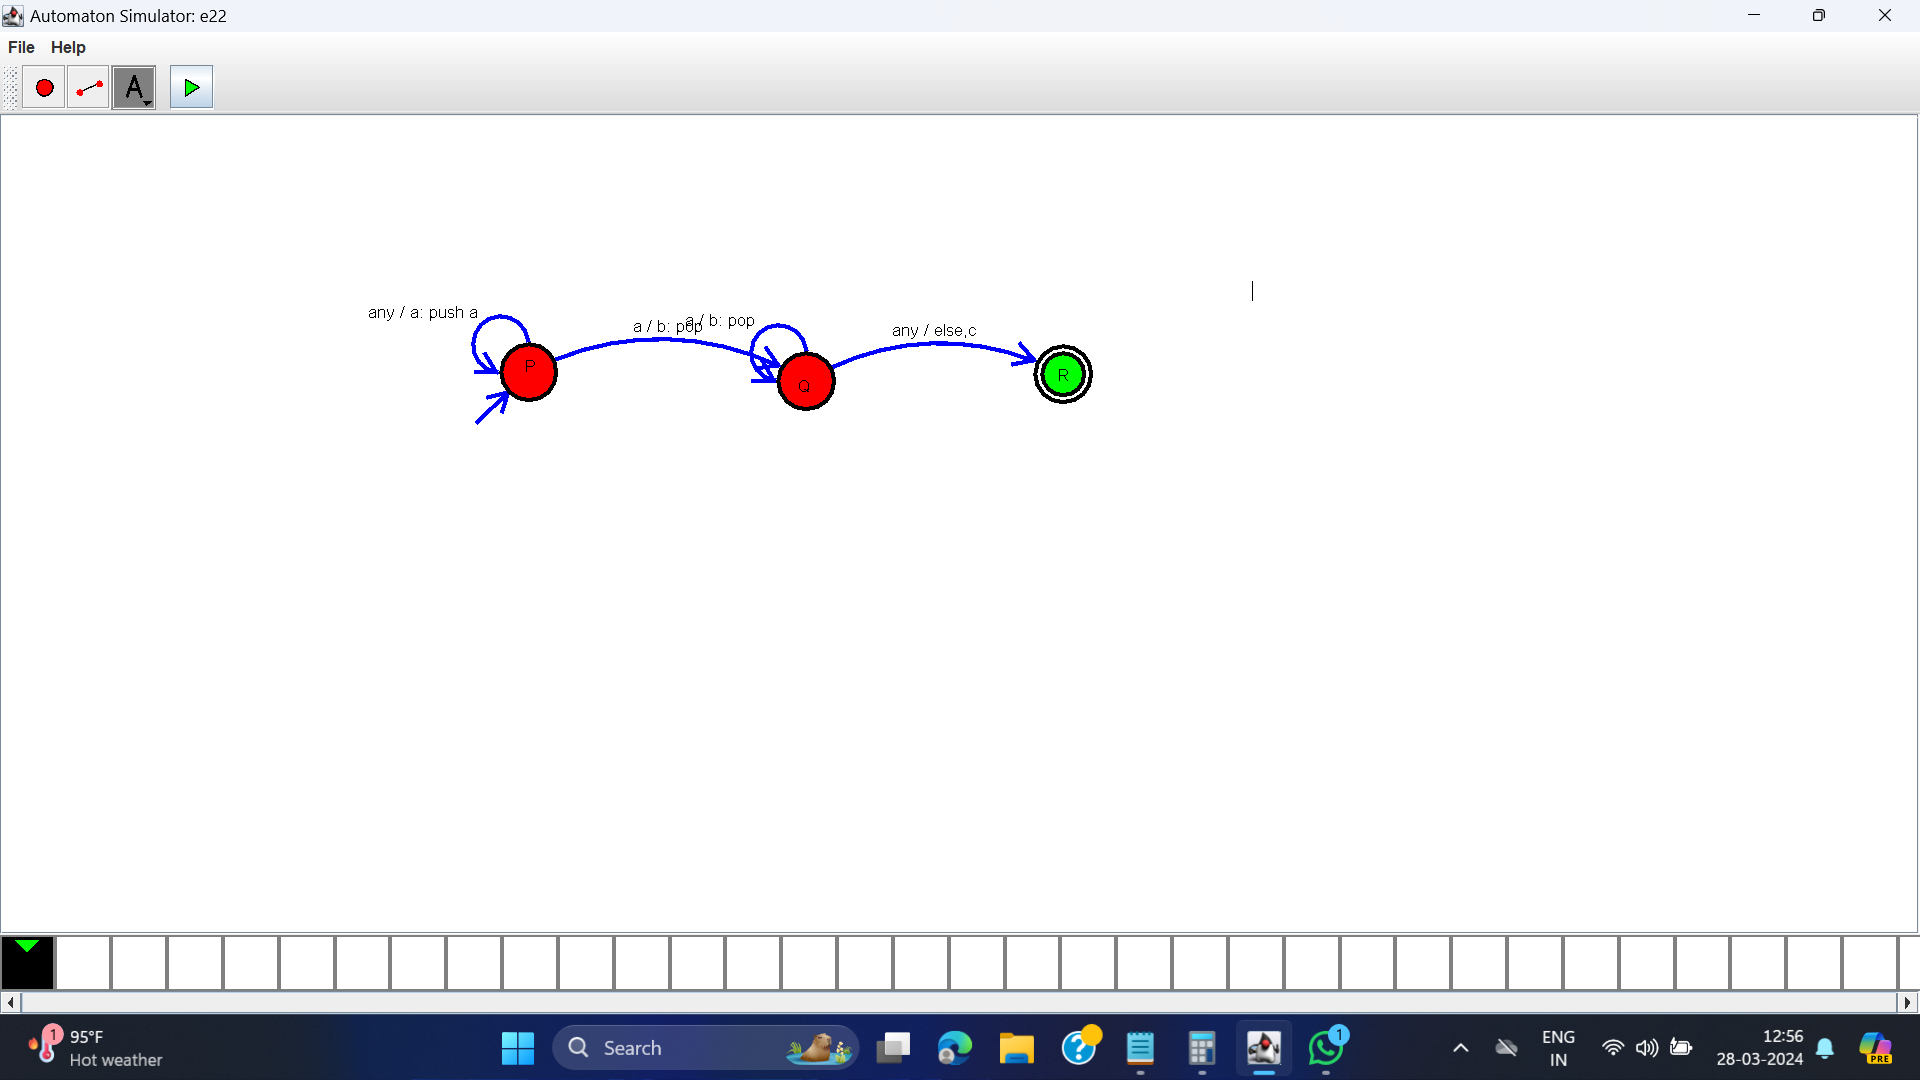 Automaton Simulator: e22
File Help
A
any / a: push a
a / b: pop
a / b: pop
any / else,c
P
Q
R
1
95°F
Hot weather
Search
1
ENG
IN
12:56
28-03-2024
PRE